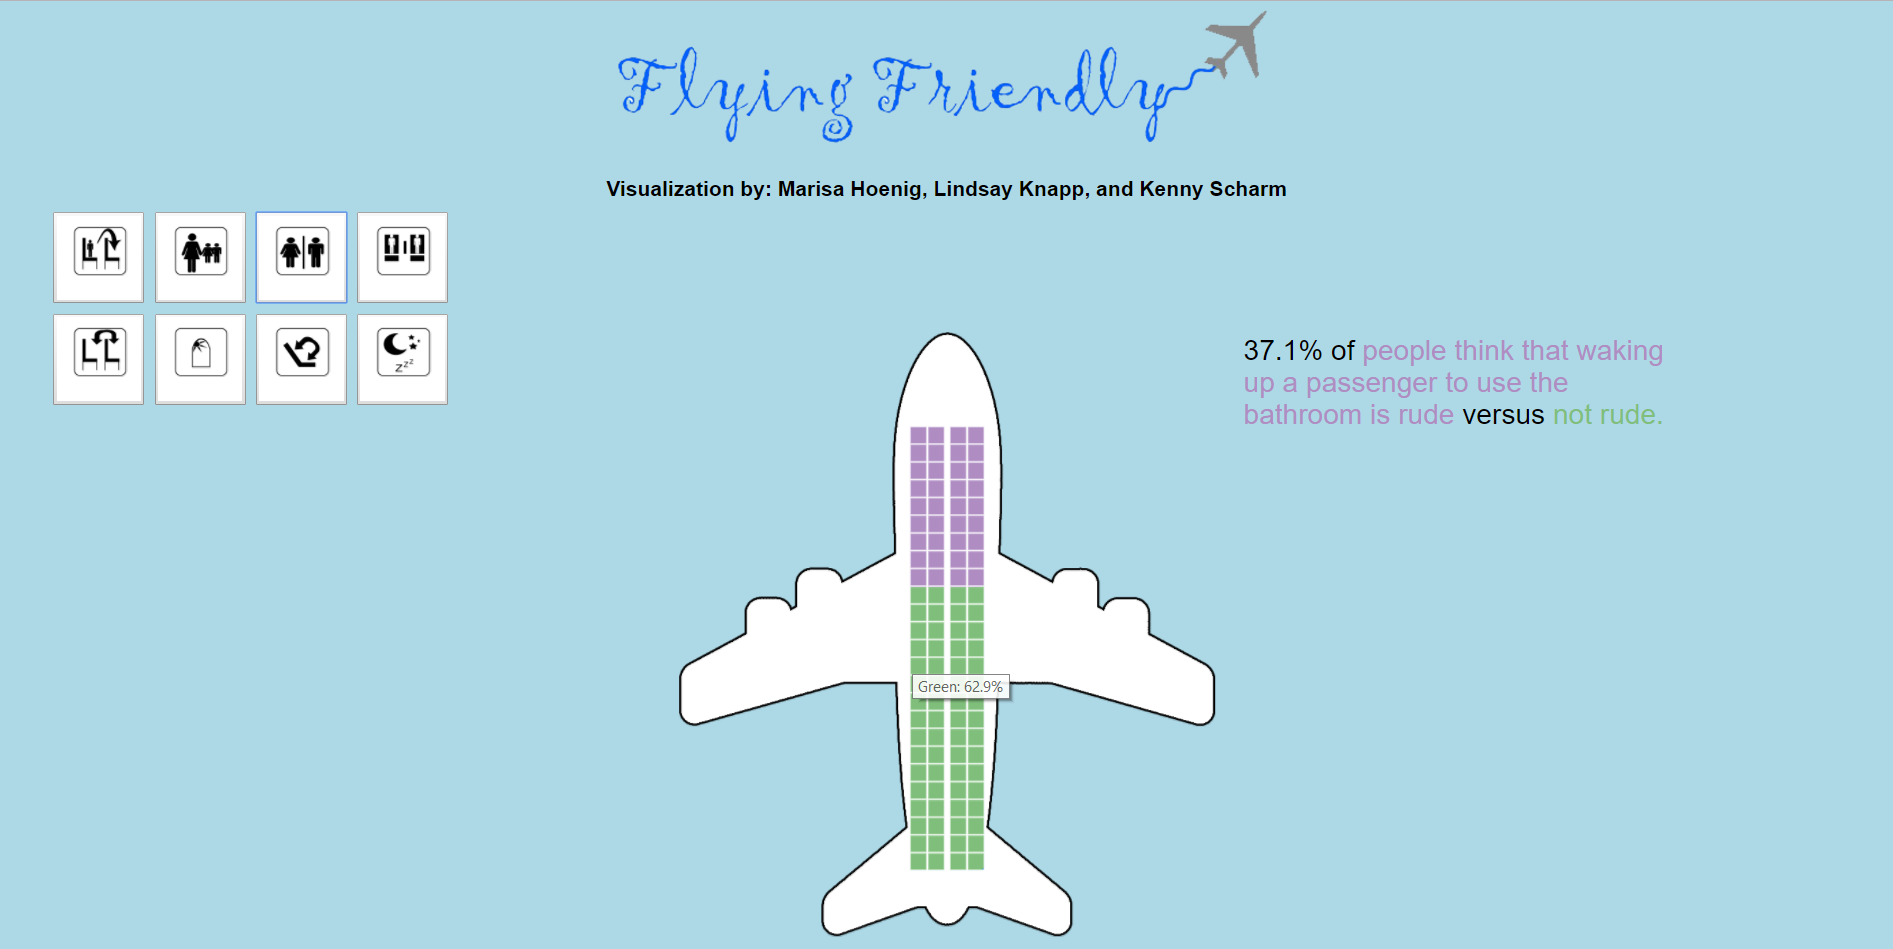 Flying Friendly
Visualization by: Marisa Hoenig, Lindsay Knapp, and Kenny Scharm
zzz
37.1% of people think that waking
up a passenger to use the
bathroom is rude versus not rude.
Green: 62.9%